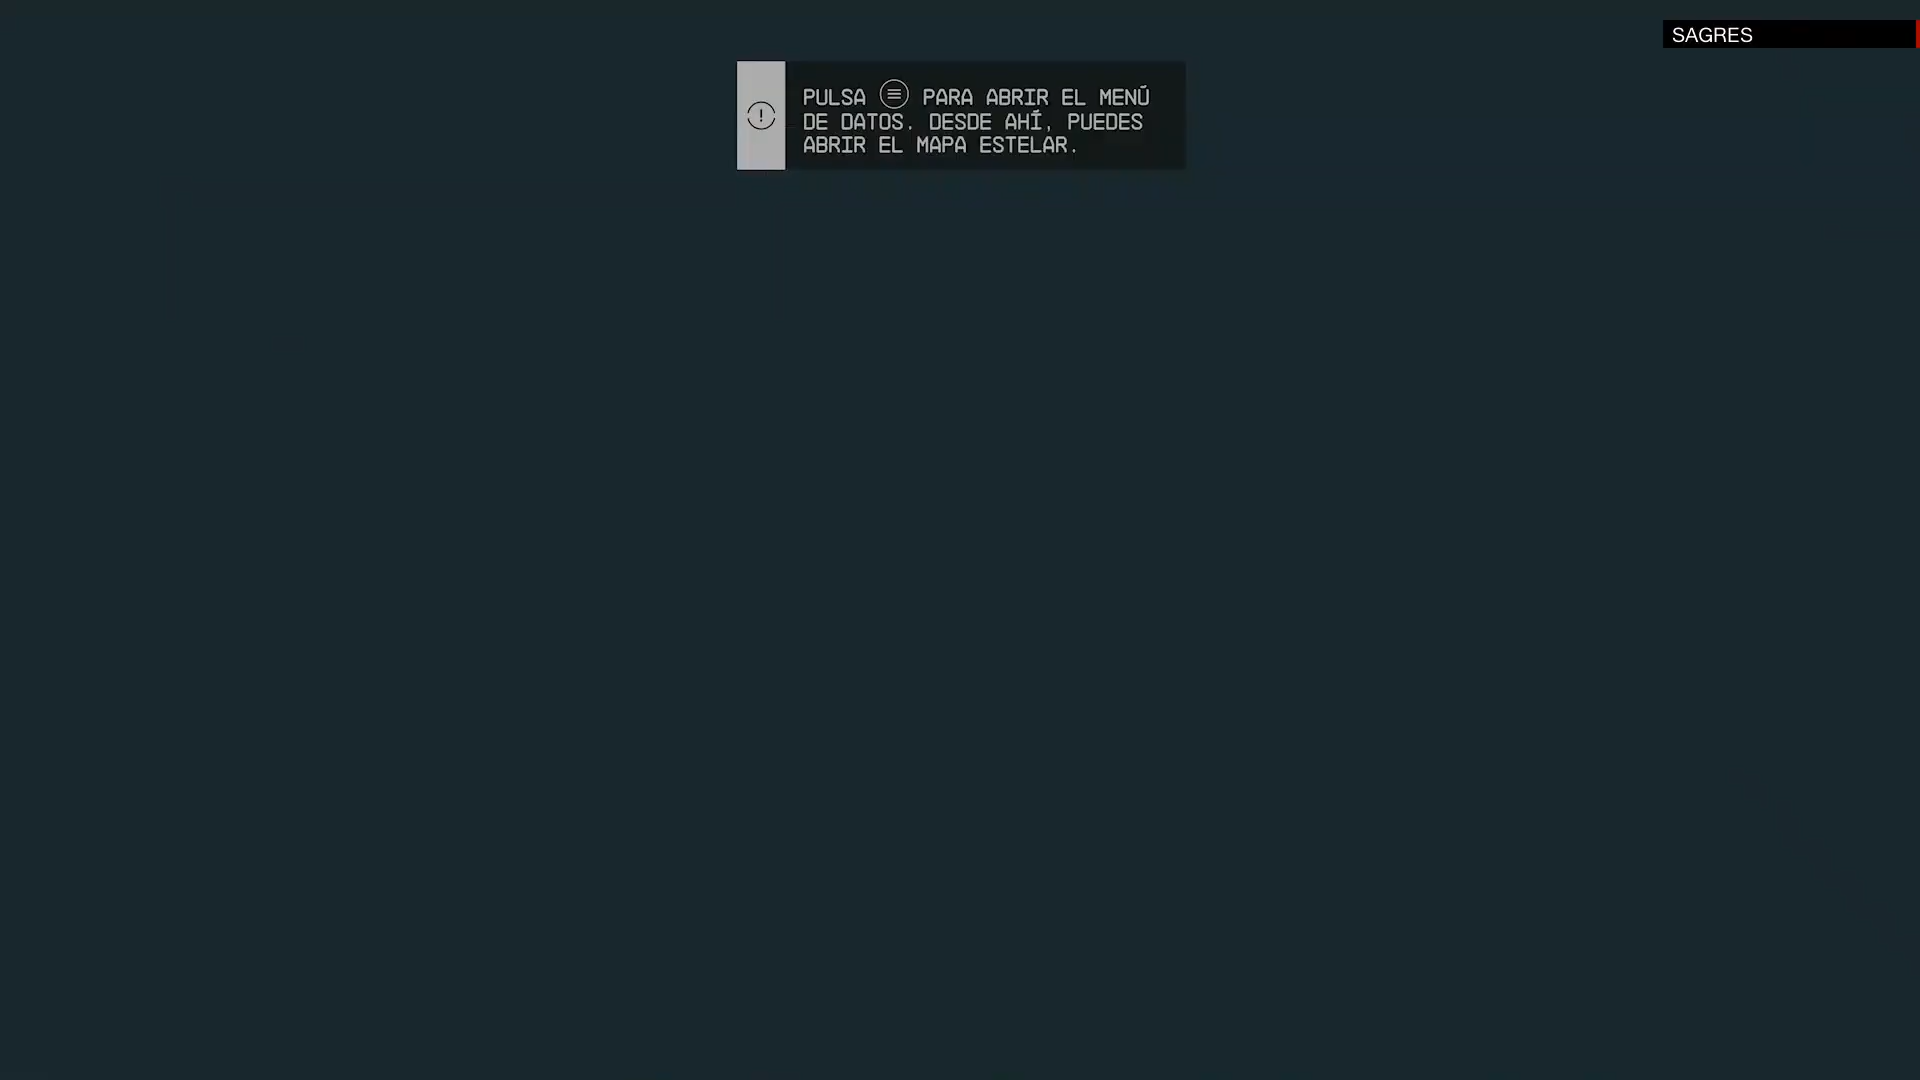 SAGRES
PULSA PARA ABRIR EL MENÚ
DE DATOS. DESDE AHÍ, PUEDES
ABRIR EL MAPA ESTELAR.